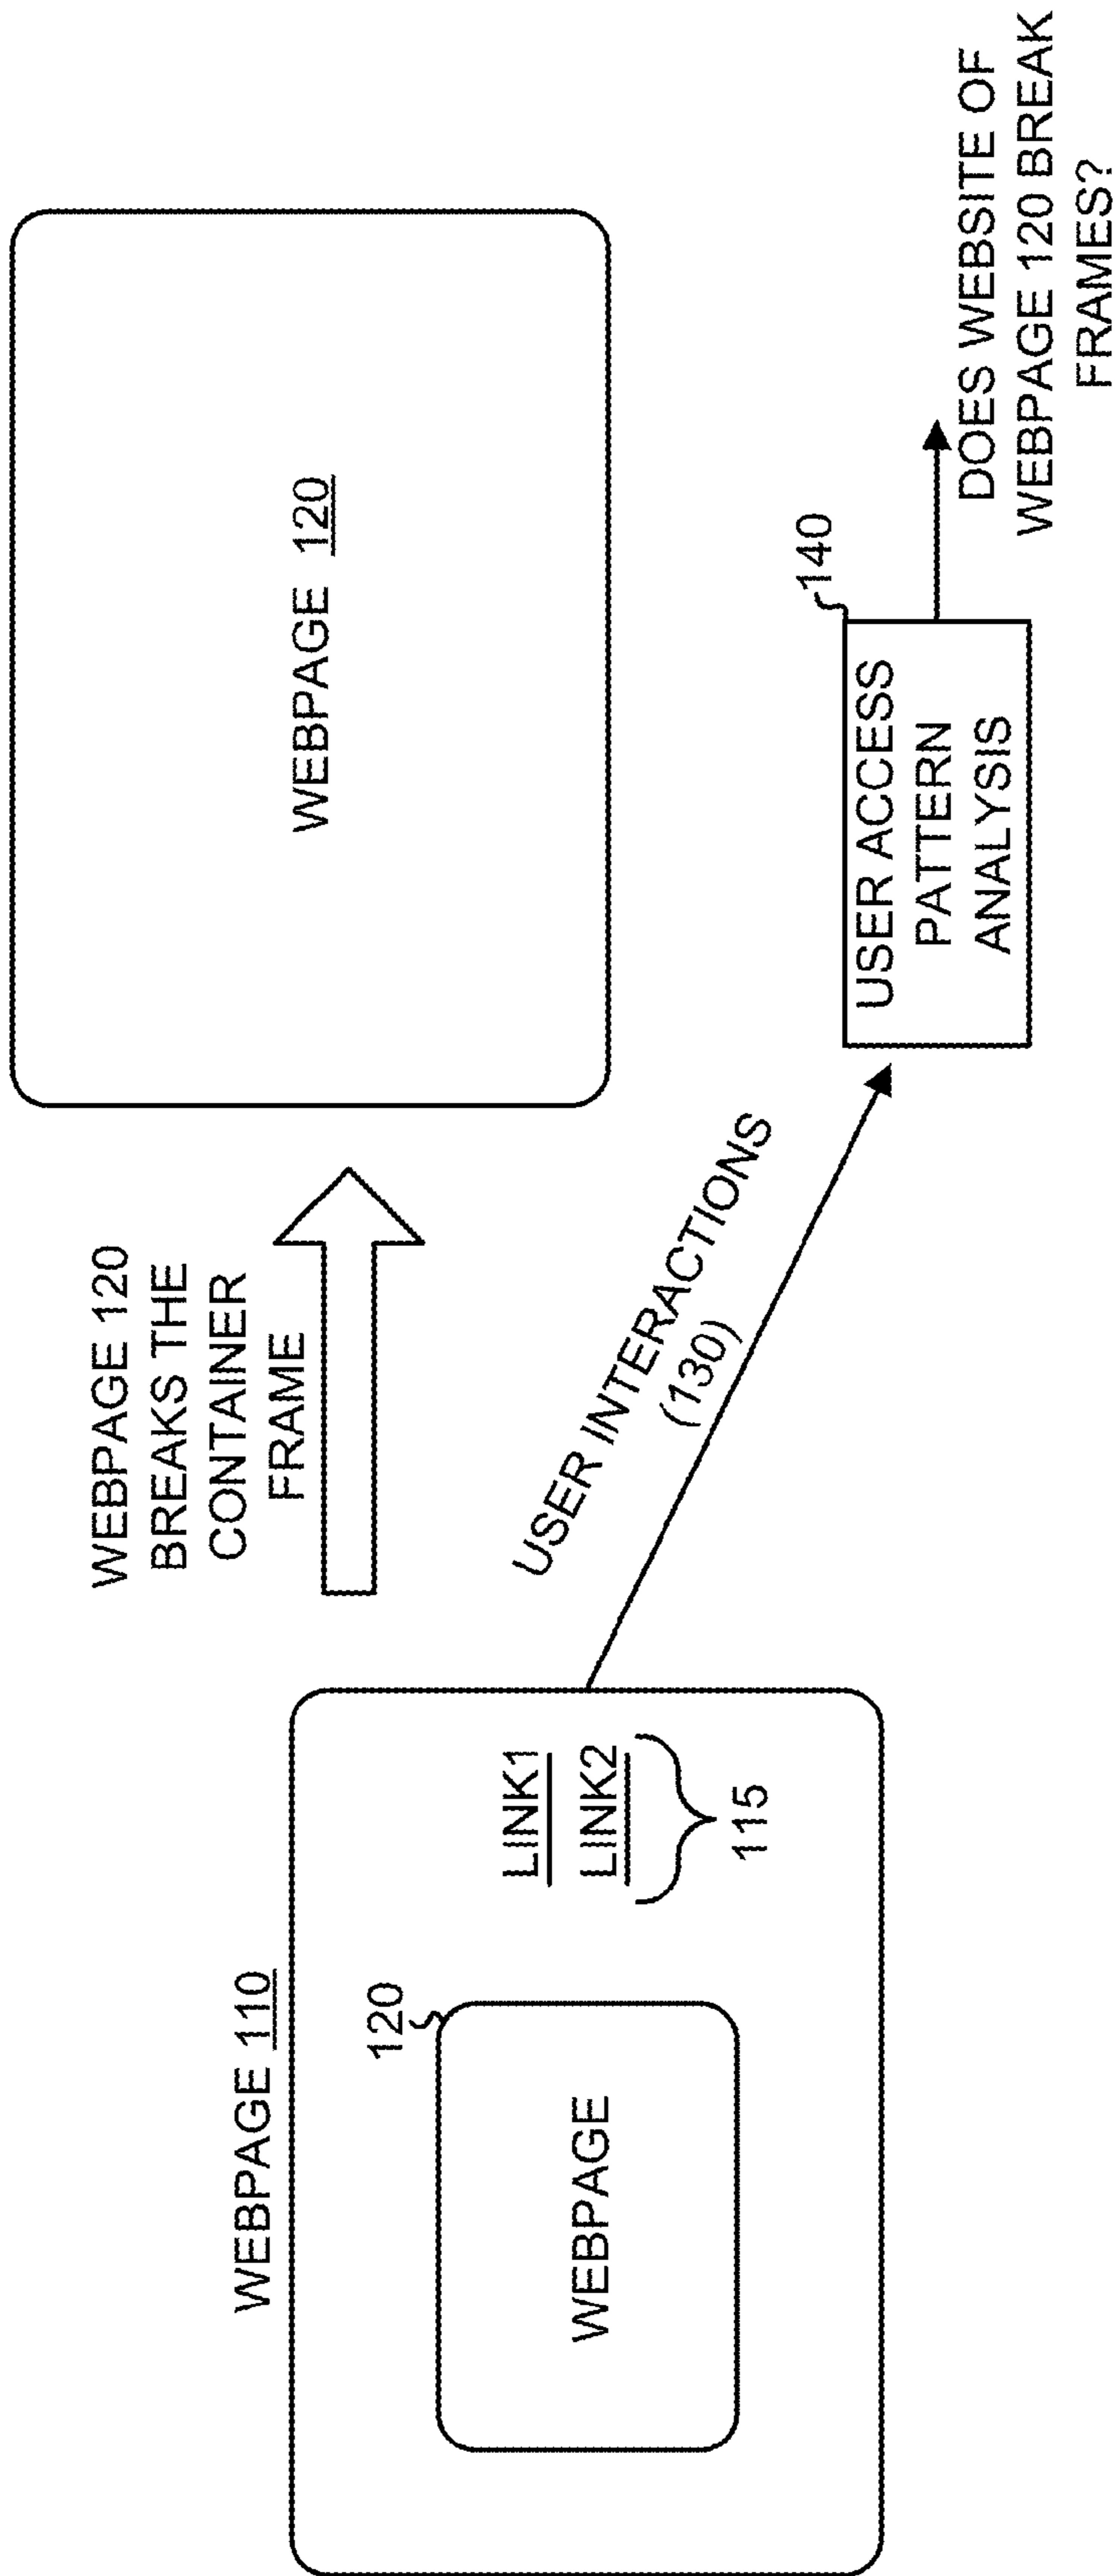 WEBPAGE 110
WEBPAGE
120
LINK1
LINK2
115
WEBPAGE 120
BREAKS THE
CONTAINER
FRAME
WEBPAGE 120
USER INTERACTIONS
(130)
140
USER ACCESS
PATTERN
ANALYSIS
DOES WEBSITE OF
WEBPAGE 120 BREAK
FRAMES?